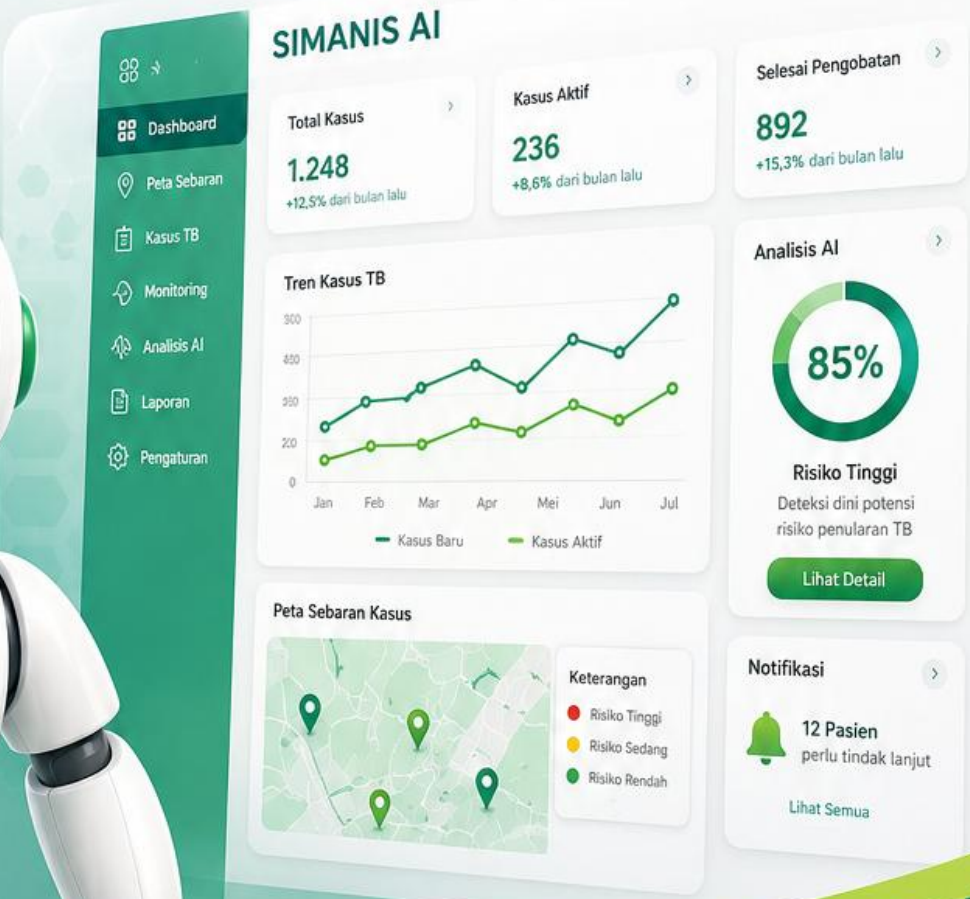 SIMANIS AI
Dashboard
Peta Sebaran
Kasus TB
Monitoring
Analisis AI
Laporan
Pengaturan
Total Kasus
1.248
+12,5% dari bulan lalu
Kasus Aktif
236
+8,6% dari bulan lalu
Selesai Pengobatan
892
+15,3% dari bulan lalu
Tren Kasus TB
300
400
200
0
Jan Feb Mar Apr Mei Jun Jul
Kasus Baru Kasus Aktif
Analisis AI
85%
Risiko Tinggi
Deteksi dini potensi
risiko penularan TB
Lihat Detail
Peta Sebaran Kasus
Keterangan
Risiko Tinggi
Risiko Sedang
Risiko Rendah
Notifikasi
12 Pasien
perlu tindak lanjut
Lihat Semua